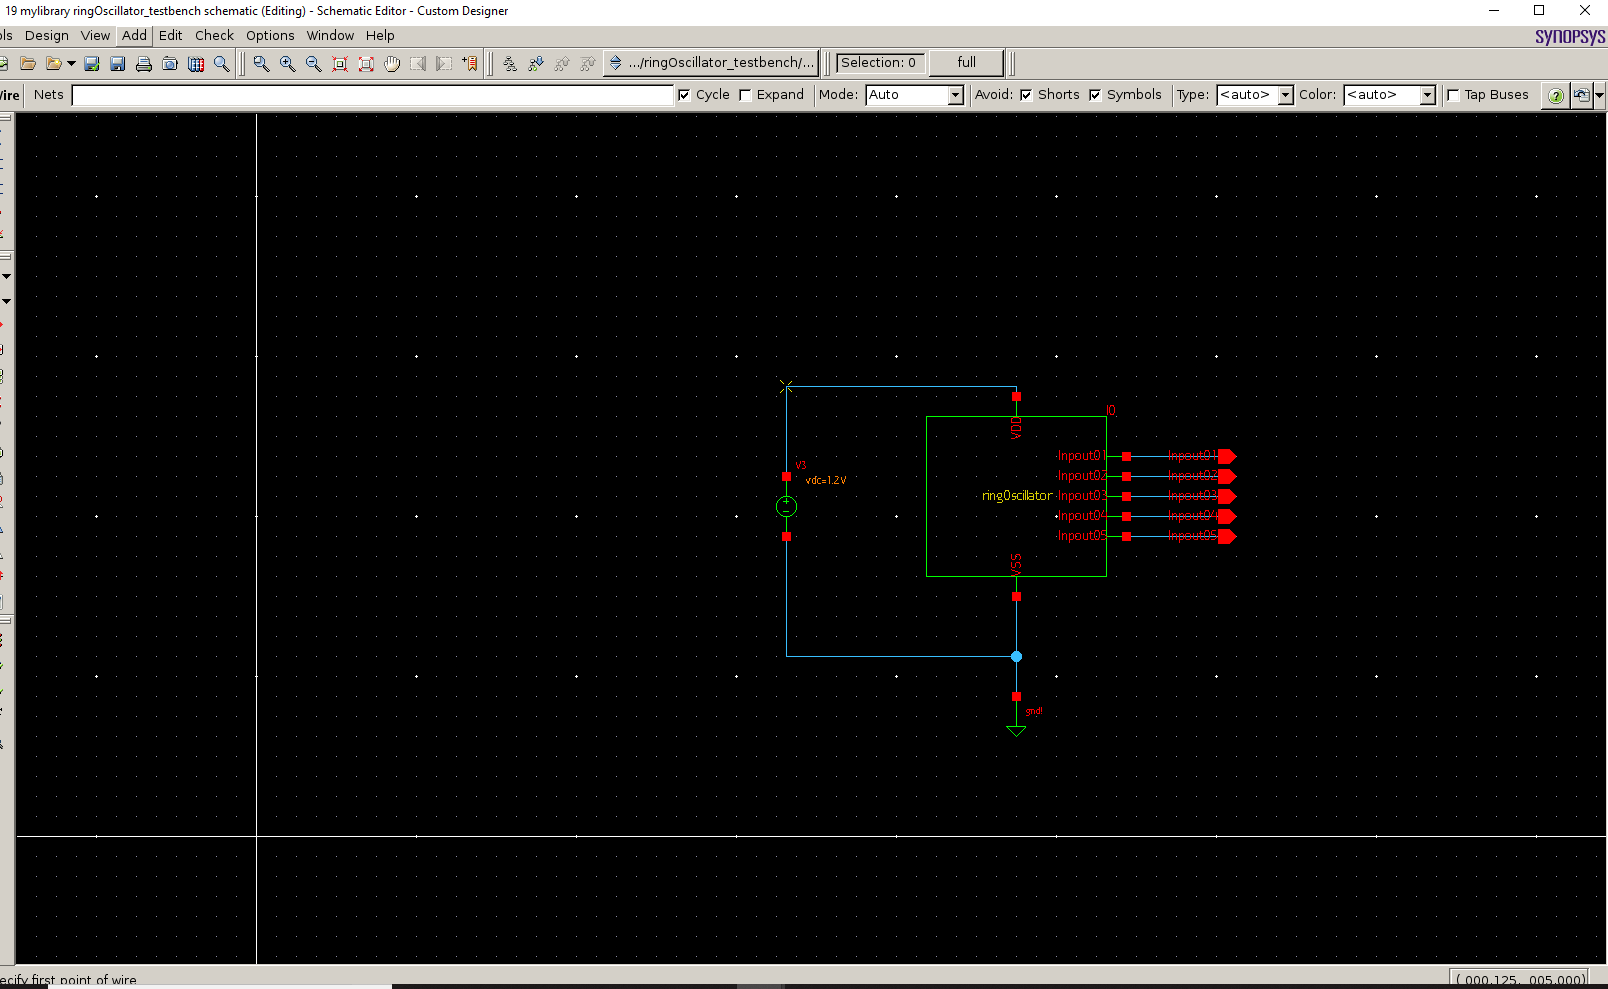 19 mylibrary ringOscillator_testbench schematic (Editing) - Schematic Editor - Custom Designer
ols Design View Add Edit Check Options Window Help
SYNOPSYS
.../ringOscillator_testbench/... Selection: 0 full
Wire Nets Cycle Expand Mode: Auto Avoid: Shorts Symbols Type: <auto> Color: <auto> Tap Buses
I0
VDD
Inpout01 Inpout01
V3
vdc=1.2V
Inpout02 Inpout02
ringOscillator Inpout03 Inpout03
Inpout04 Inpout04
Inpout05 Inpout05
VSS
gnd!
ecify first point of wire
( 000.125, 005.000)